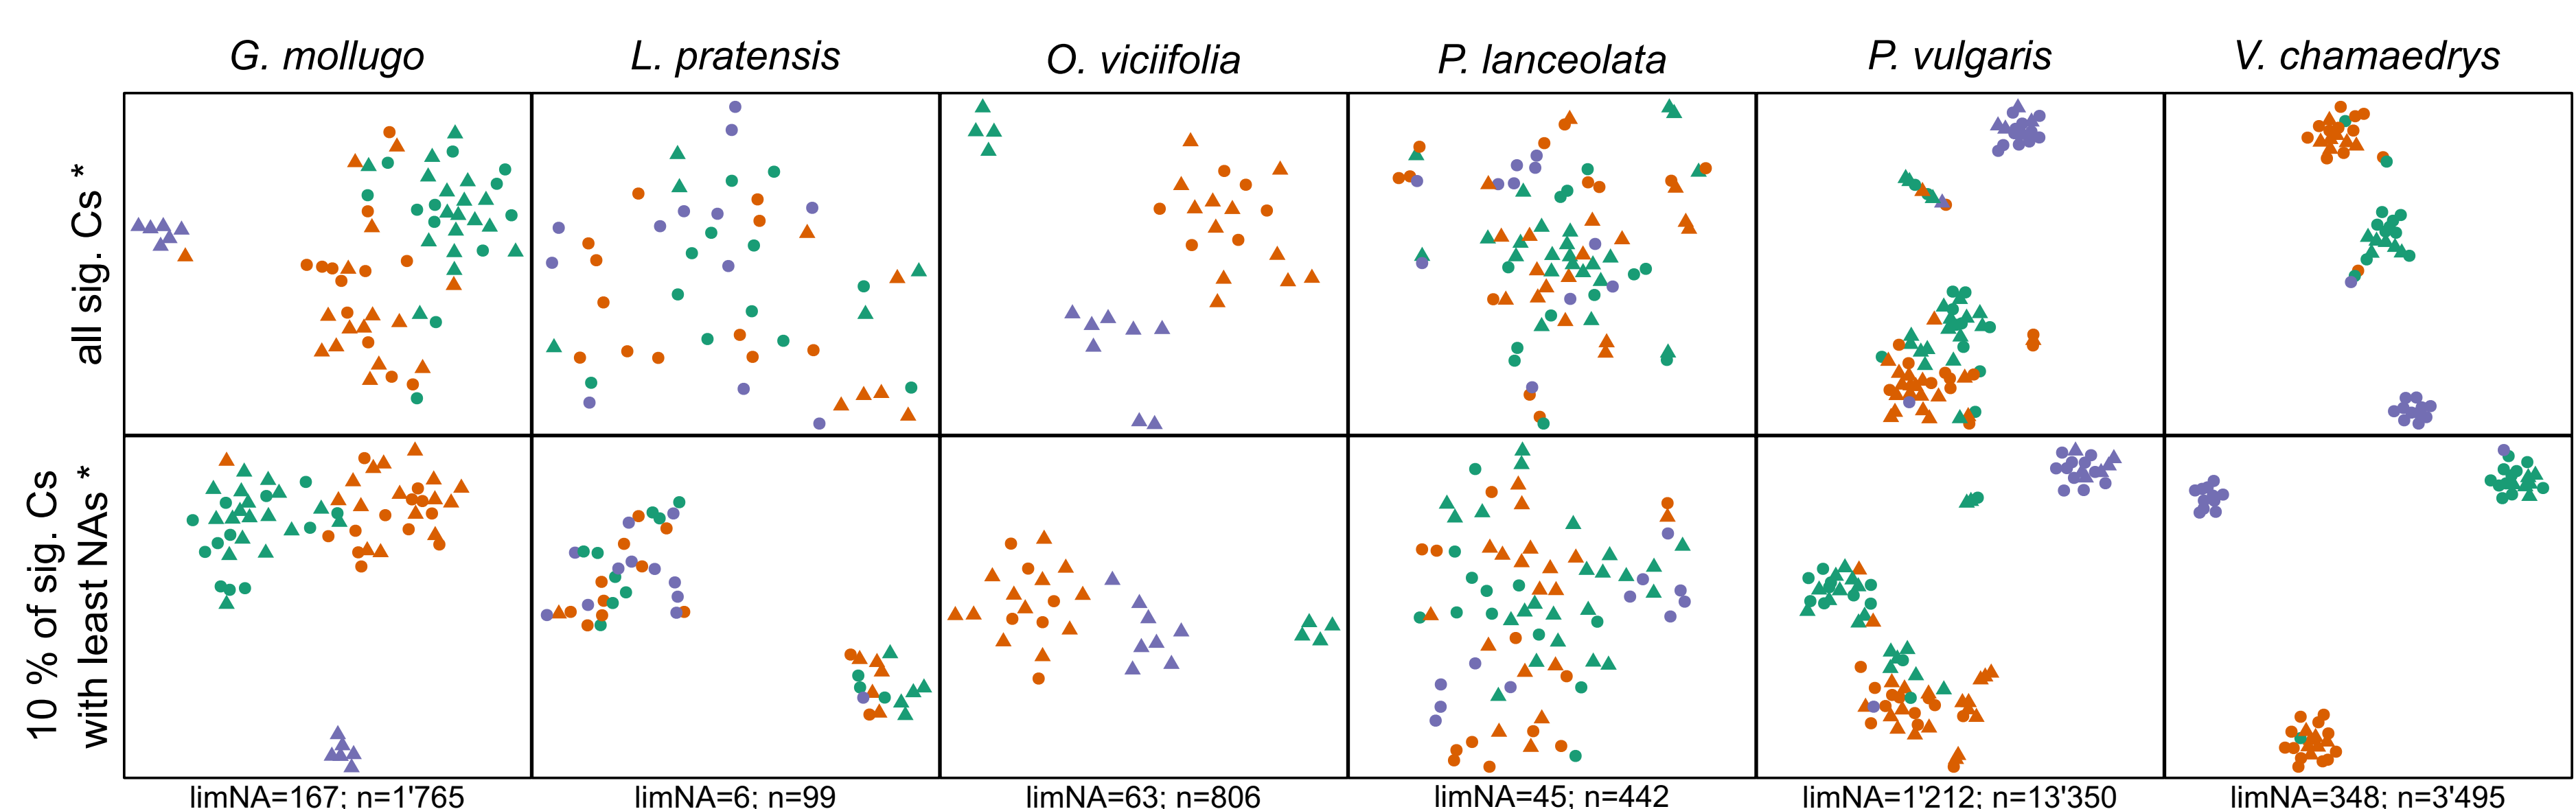 G. mollugo L. pratensis O. viciifolia P. lanceolata P. vulgaris V. chamaedrys
all sig. Cs *
10 % of sig. Cs
with least NAs *
limNA=167; n=1'765 limNA=6; n=99 limNA=63; n=806 limNA=45; n=442 limNA=1'212; n=13'350 limNA=348; n=3'495